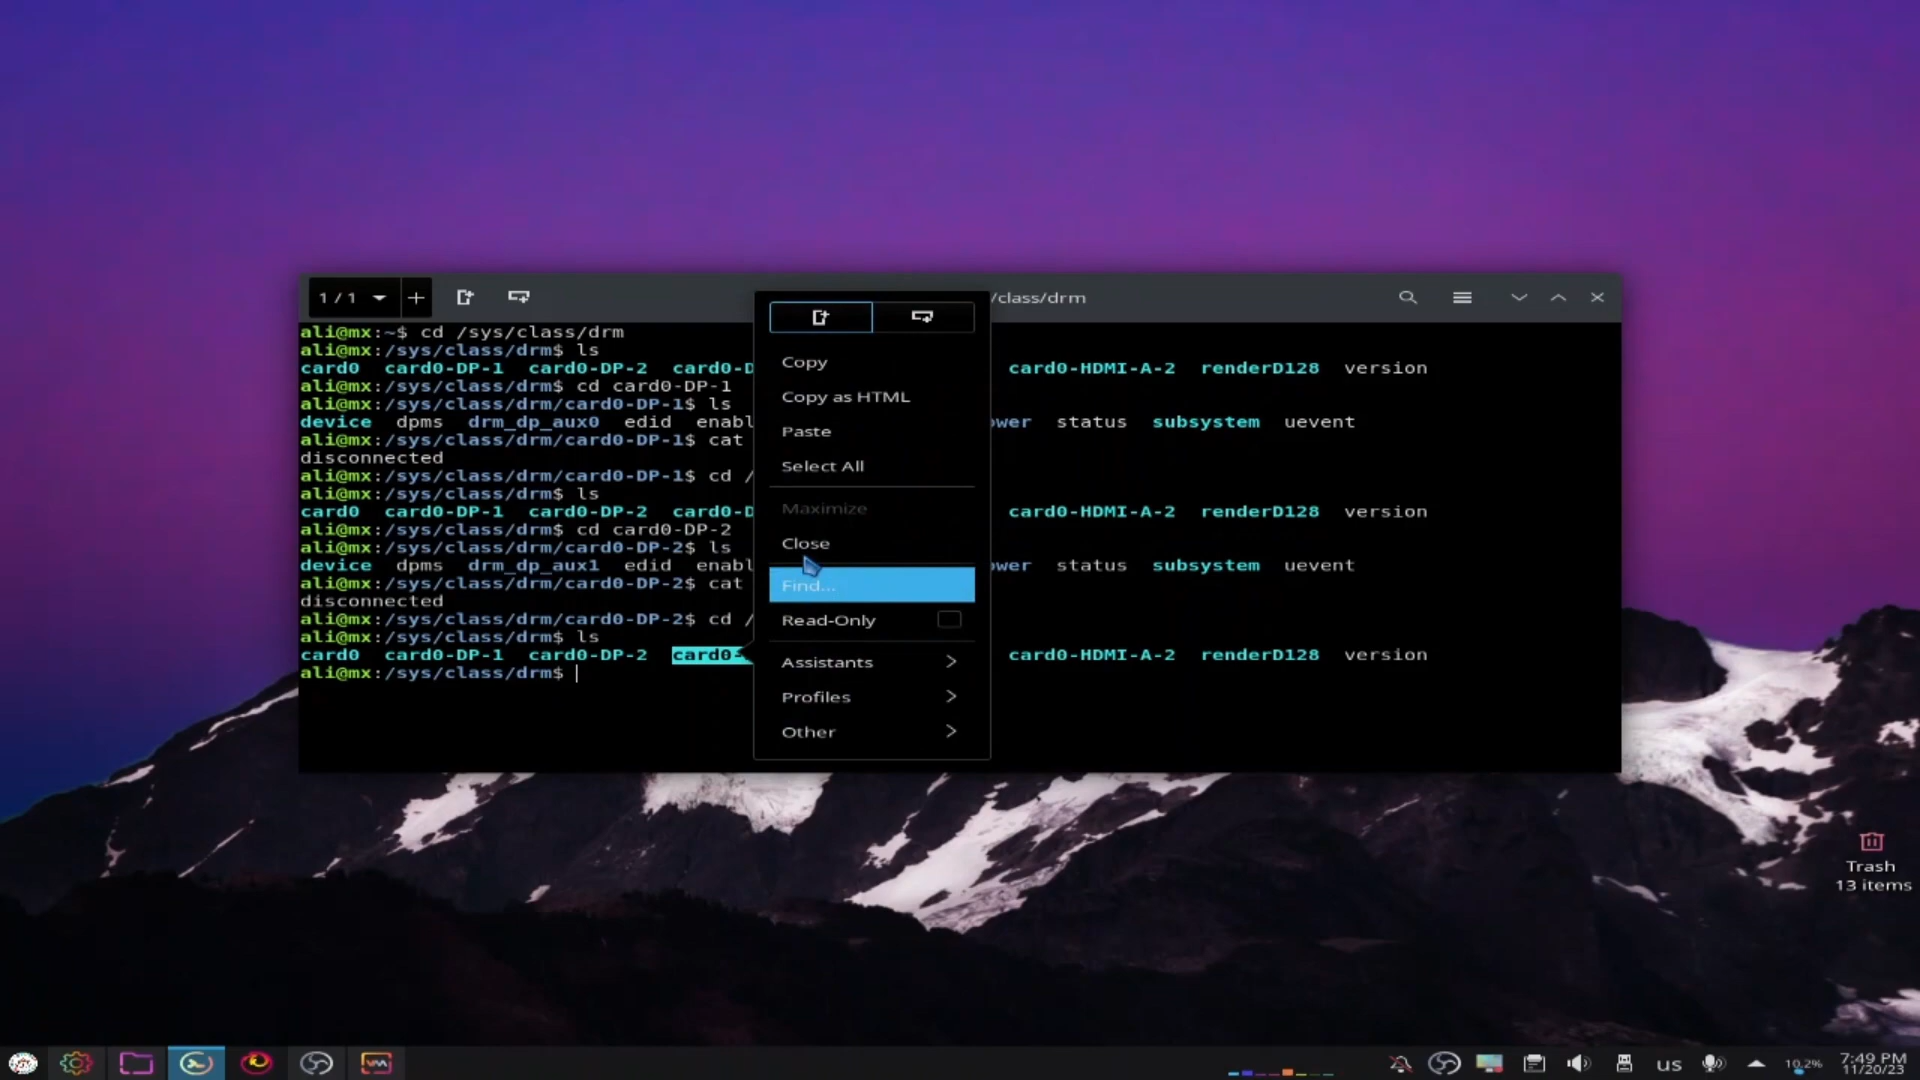 1 / 1
/class/drm
ali@mx:~$ cd /sys/class/drm
ali@mx:/sys/class/drm$ ls
card0 card0-DP-1 card0-DP-2 card0-D card0-HDMI-A-2 renderD128 version
ali@mx:/sys/class/drm$ cd card0-DP-1
ali@mx:/sys/class/drm/card0-DP-1$ ls
device dpms drm_dp_aux0 edid enabl ower status subsystem uevent
ali@mx:/sys/class/drm/card0-DP-1$ cat
disconnected
ali@mx:/sys/class/drm/card0-DP-1$ cd /
ali@mx:/sys/class/drm$ ls
card0 card0-DP-1 card0-DP-2 card0-D card0-HDMI-A-2 renderD128 version
ali@mx:/sys/class/drm$ cd card0-DP-2
ali@mx:/sys/class/drm/card0-DP-2$ ls
device dpms drm_dp_aux1 edid enabl ower status subsystem uevent
ali@mx:/sys/class/drm/card0-DP-2$ cat
disconnected
ali@mx:/sys/class/drm/card0-DP-2$ cd /
ali@mx:/sys/class/drm$ ls
card0 card0-DP-1 card0-DP-2 card0- card0-HDMI-A-2 renderD128 version
ali@mx:/sys/class/drm$
Copy
Copy as HTML
Paste
Select All
Maximize
Close
Find...
Read-Only
Assistants
Profiles
Other
Trash
13 items
us
10.2%
7:49 PM
11/20/23